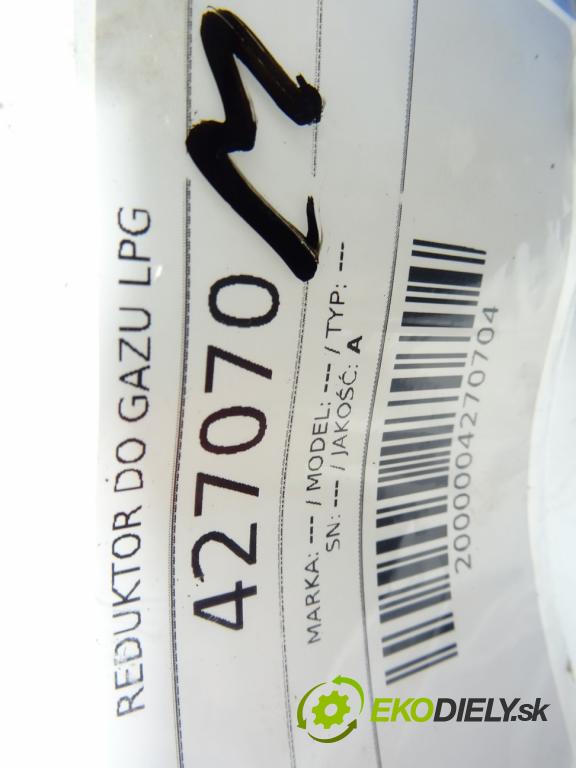 REDUKTOR DO GAZU LPG
427070 M
MARKA: --- / MODEL: --- / TYP: ---
SN: --- / JAKOŚĆ: A
2000004270704
EKODIELY.sk